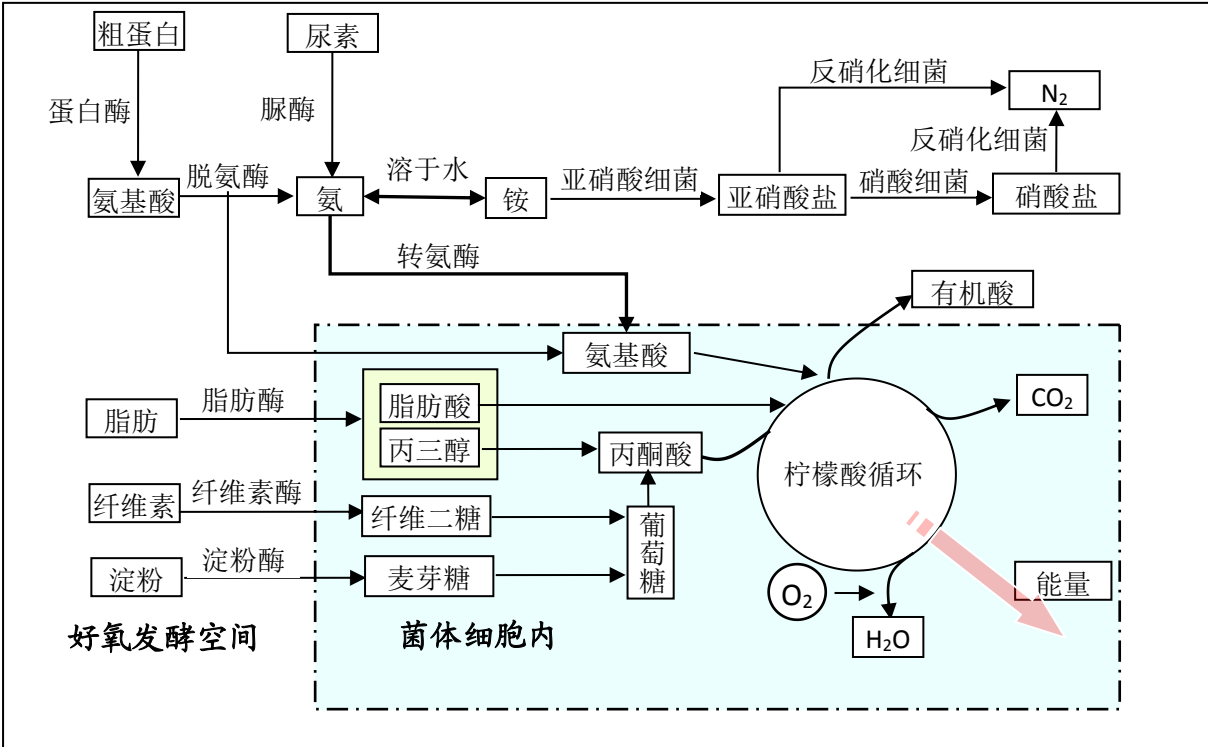 粗蛋白
尿素
反硝化细菌
N₂
蛋白酶
脲酶
反硝化细菌
脱氨酶
溶于水
亚硝酸细菌
硝酸细菌
氨基酸
氨
铵
亚硝酸盐
硝酸盐
转氨酶
有机酸
氨基酸
脂肪
脂肪酶
脂肪酸
CO₂
丙三醇
丙酮酸
柠檬酸循环
纤维素
纤维素酶
纤维二糖
葡萄糖
淀粉
淀粉酶
麦芽糖
O₂
能量
好氧发酵空间
菌体细胞内
H₂O